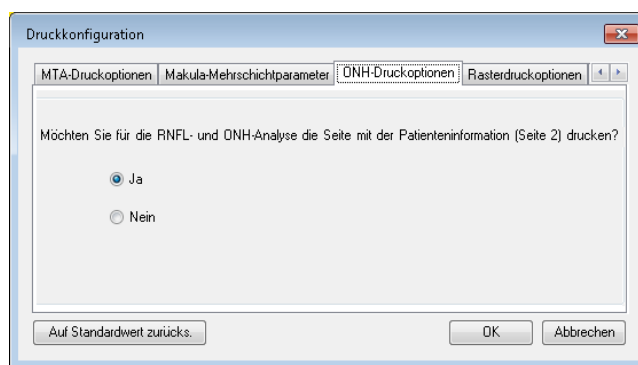 Druckkonfiguration
MTA-Druckoptionen Makula-Mehrschichtparameter ONH-Druckoptionen Rasterdruckoptionen
Möchten Sie für die RNFL- und ONH-Analyse die Seite mit der Patienteninformation (Seite 2) drucken?
Ja
Nein
Auf Standardwert zurücks. OK Abbrechen